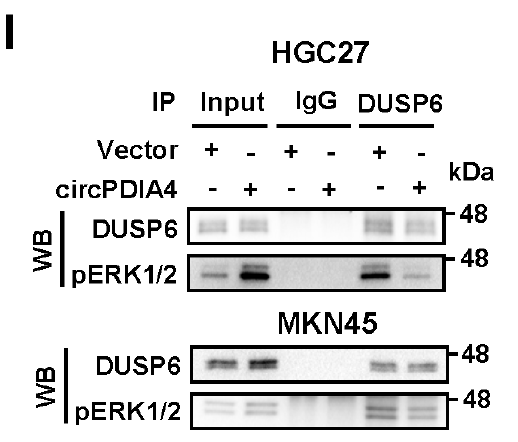 I
HGC27
IP Input IgG DUSP6
Vector + - + - + -
kDa
circPDIA4 - + - + - +
WB DUSP6 48
pERK1/2 48
MKN45
WB DUSP6 48
pERK1/2 48